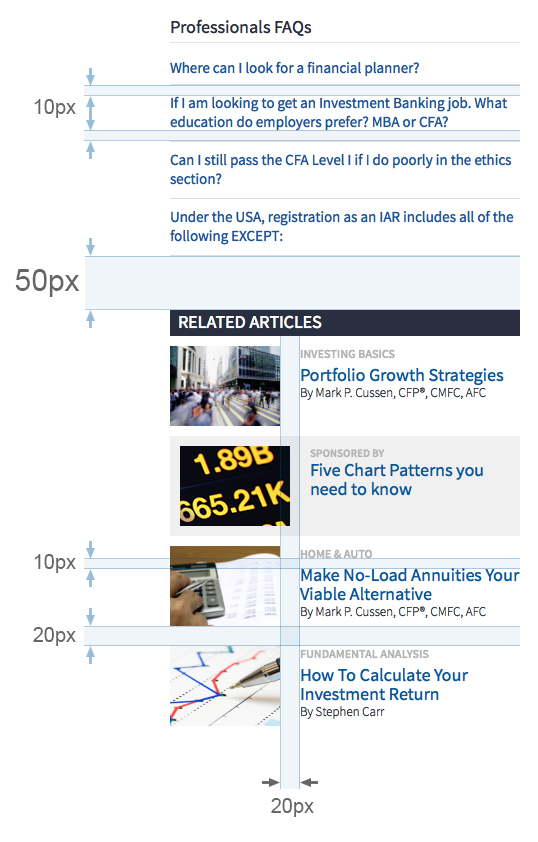 Professionals FAQs
Where can I look for a financial planner?
10px
If I am looking to get an Investment Banking job. What
education do employers prefer? MBA or CFA?
Can I still pass the CFA Level I if I do poorly in the ethics
section?
Under the USA, registration as an IAR includes all of the
following EXCEPT:
50px
RELATED ARTICLES
INVESTING BASICS
Portfolio Growth Strategies
By Mark P. Cussen, CFP®, CMFC, AFC
1.89B
665.21K
SPONSORED BY
Five Chart Patterns you
need to know
10px
HOME & AUTO
Make No-Load Annuities Your
Viable Alternative
By Mark P. Cussen, CFP®, CMFC, AFC
20px
FUNDAMENTAL ANALYSIS
How To Calculate Your
Investment Return
By Stephen Carr
20px